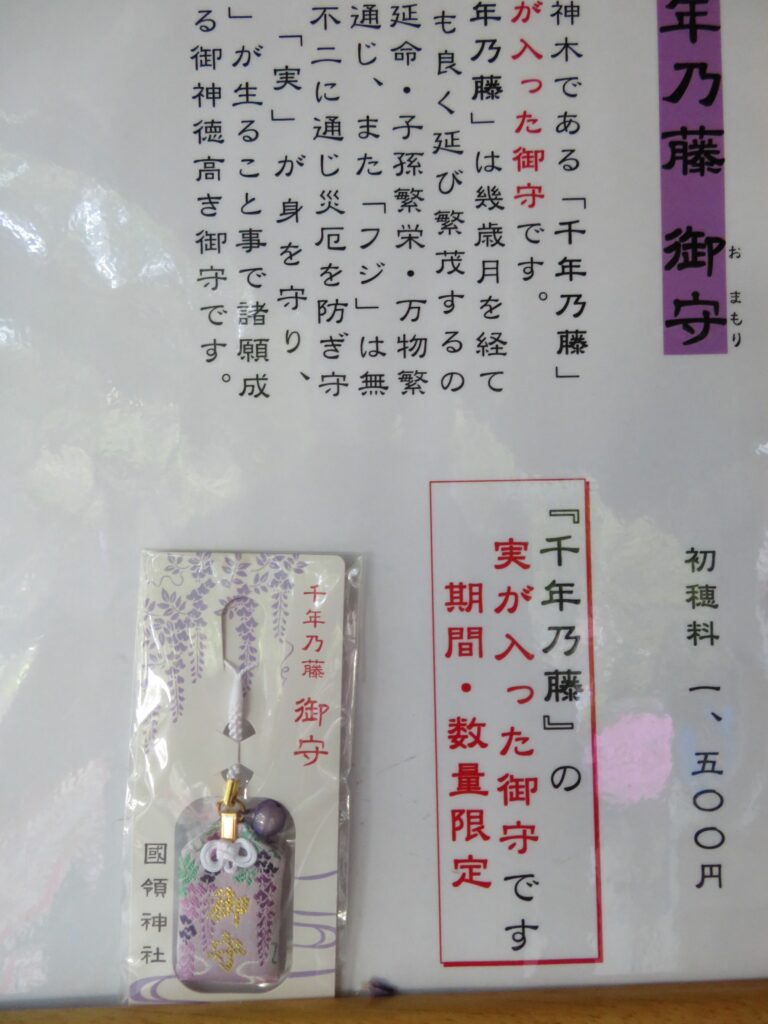 年乃藤 御守
おまもり
神木である「千年乃藤」
が入った御守です。
年乃藤」は幾歳月を経て
も良く延び繁茂するの
延命・子孫繁栄・万物繁
通じ、また「フジ」は無
不二に通じ災厄を防ぎ守
「実」が身を守り、
」が生ること事で諸願成
る御神徳高き御守です。
初穂料 一、五〇〇円
『千年乃藤』の
実が入った御守です
期間・数量限定
千年乃藤 御守
御守
國領神社